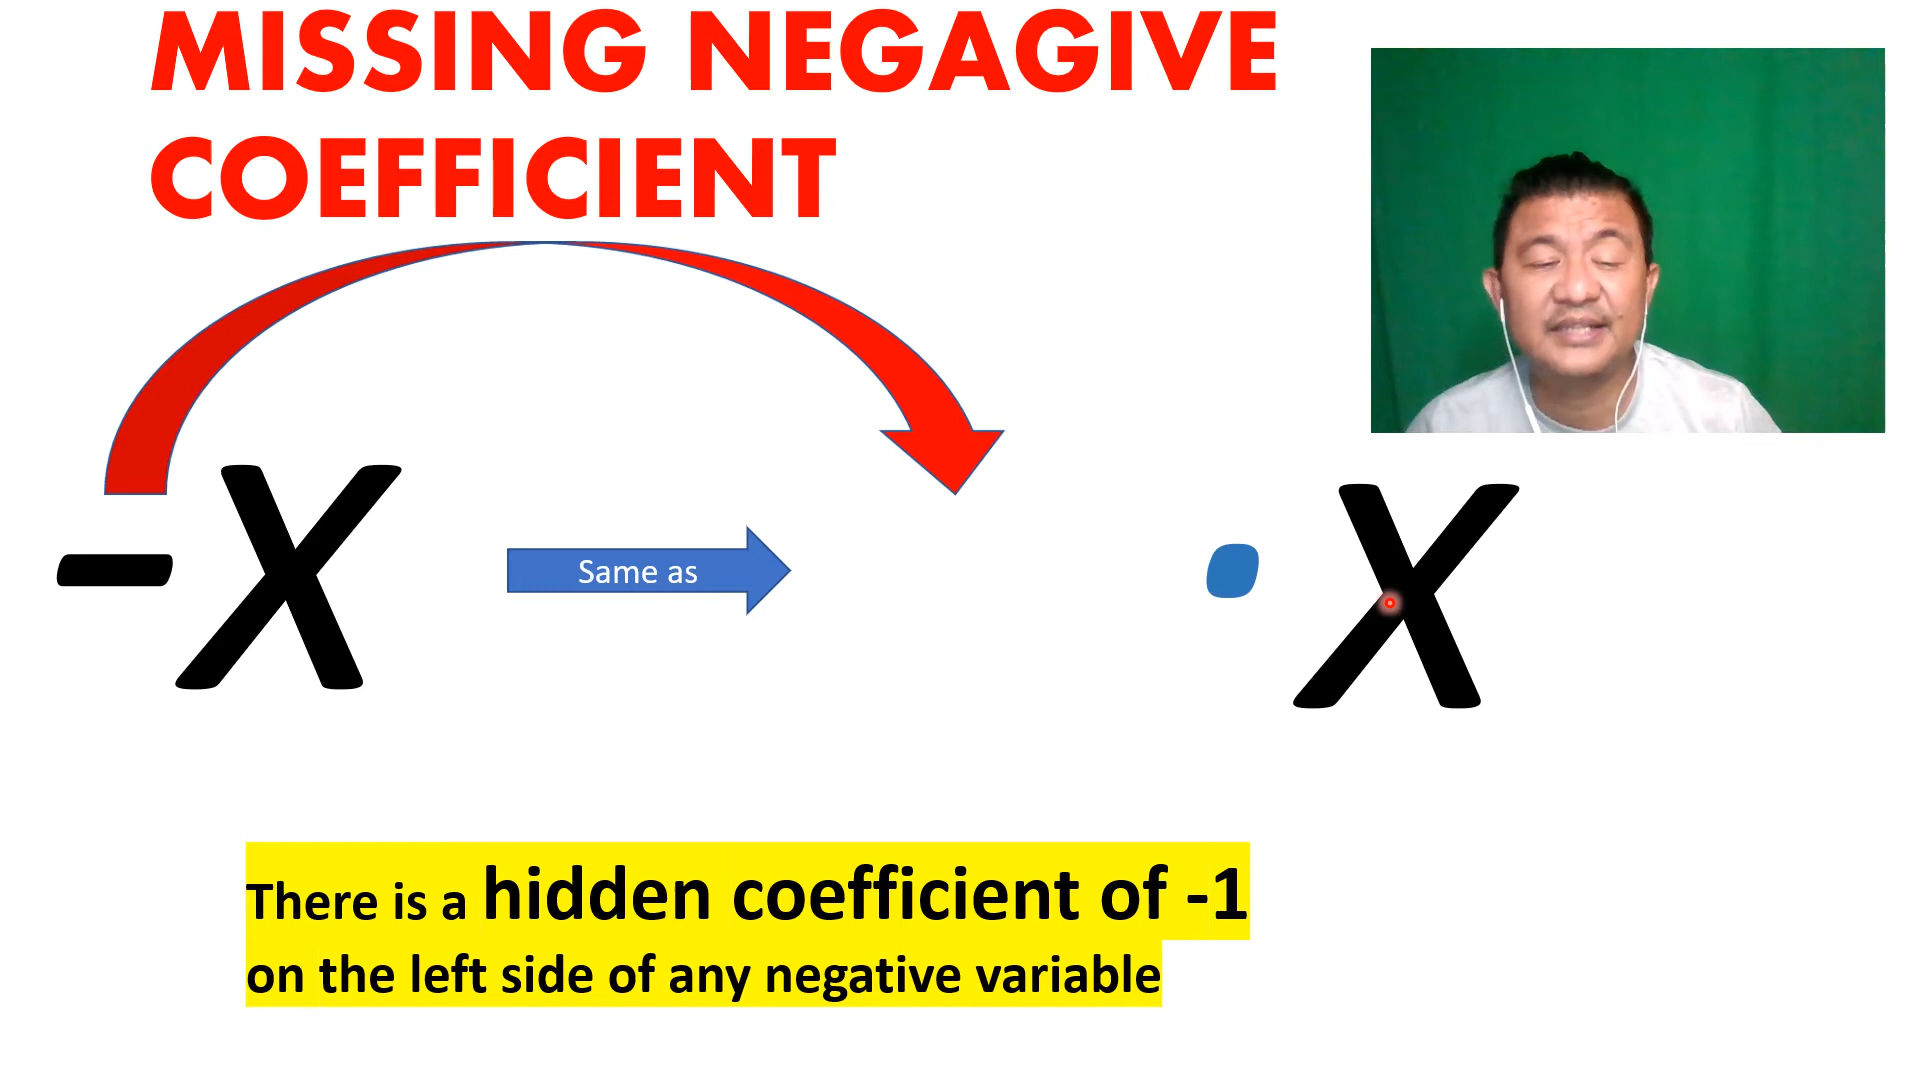 MISSING NEGAGIVE
COEFFICIENT
-X
Same as
· X
There is a hidden coefficient of -1
on the left side of any negative variable